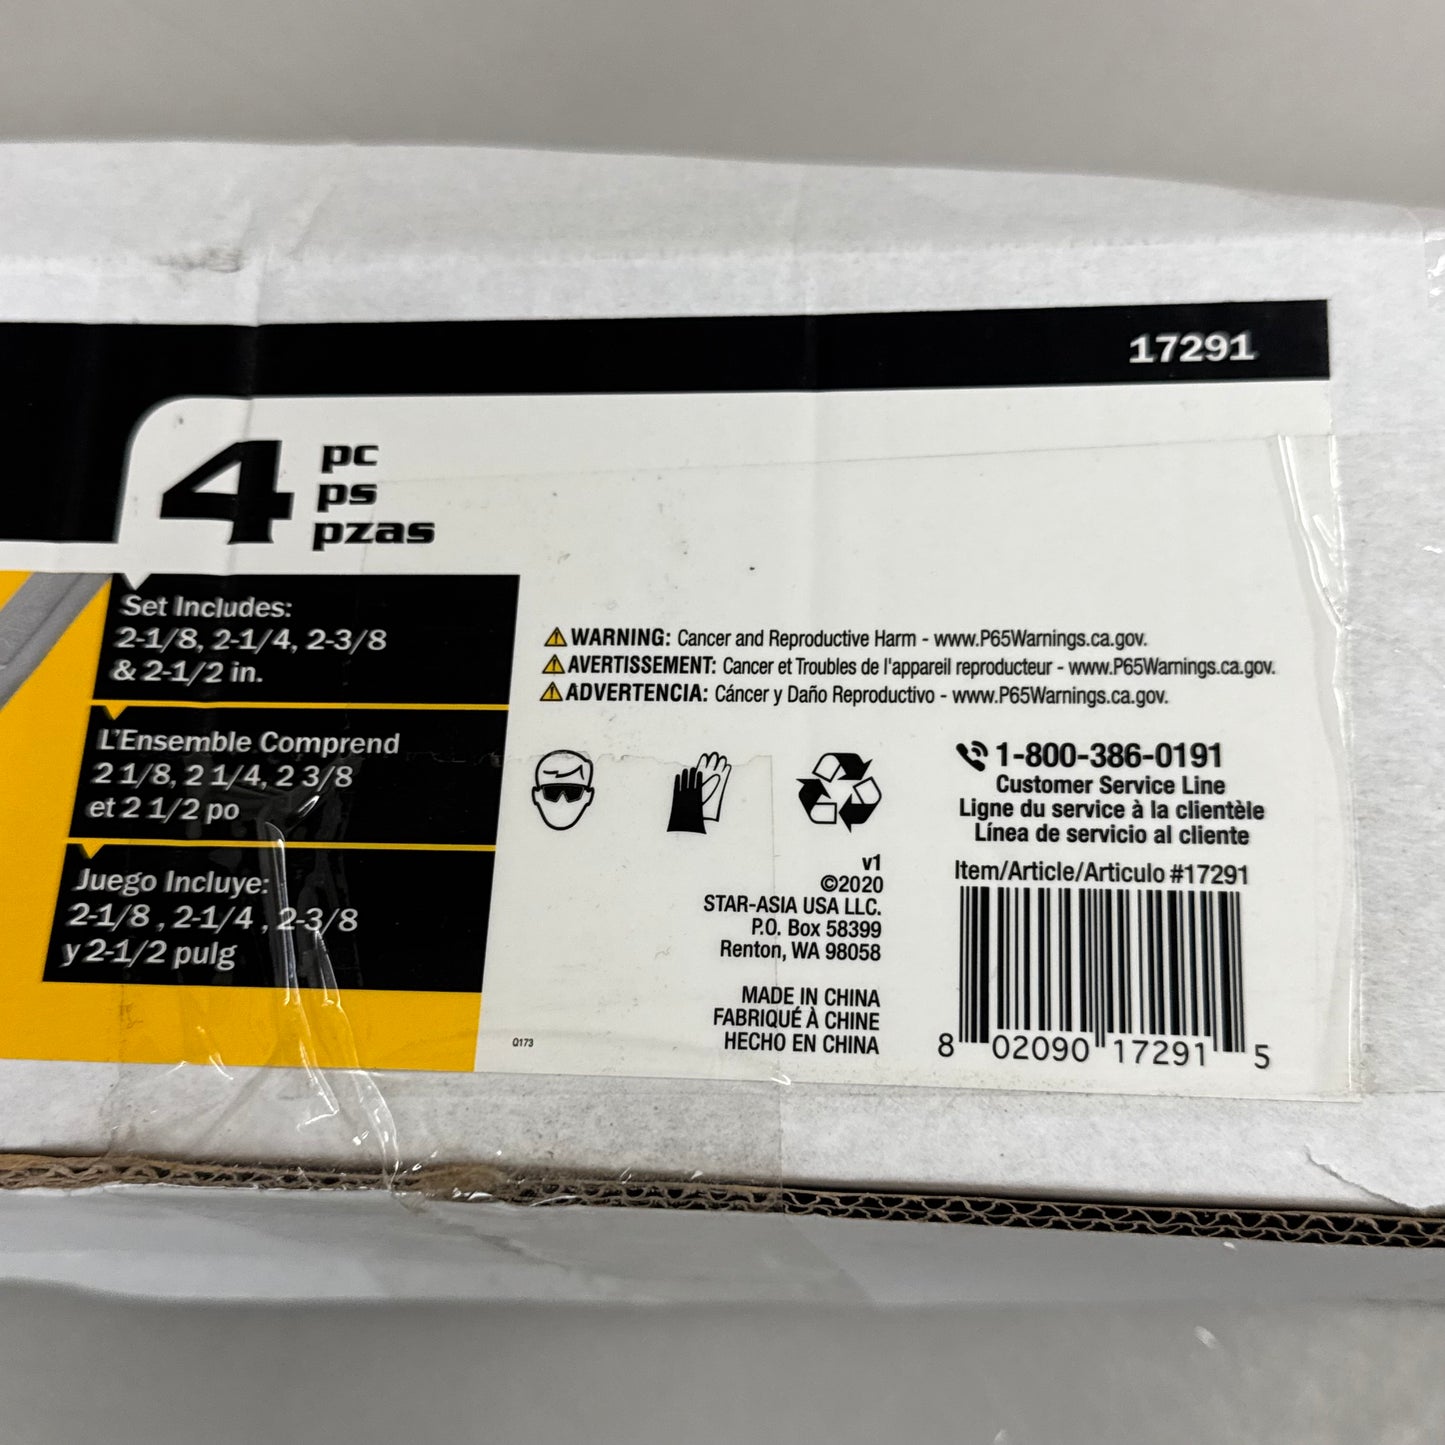 17291
4
pc
ps
pzas
Set Includes:
2-1/8, 2-1/4, 2-3/8
& 2-1/2 in.
L'Ensemble Comprend
2 1/8, 2 1/4, 2 3/8
et 2 1/2 po
Juego Incluye:
2-1/8 , 2-1/4 , 2-3/8
y 2-1/2 pulg
WARNING: Cancer and Reproductive Harm - www.P65Warnings.ca.gov.
AVERTISSEMENT: Cancer et Troubles de l'appareil reproducteur - www.P65Warnings.ca.gov.
ADVERTENCIA: Cáncer y Daño Reproductivo - www.P65Warnings.ca.gov.
1-800-386-0191
Customer Service Line
Ligne du service à la clientèle
Línea de servicio al cliente
v1
©2020
STAR-ASIA USA LLC.
P.O. Box 58399
Renton, WA 98058
MADE IN CHINA
FABRIQUÉ À CHINE
HECHO EN CHINA
Q173
Item/Article/Articulo #17291
8 02090 17291 5